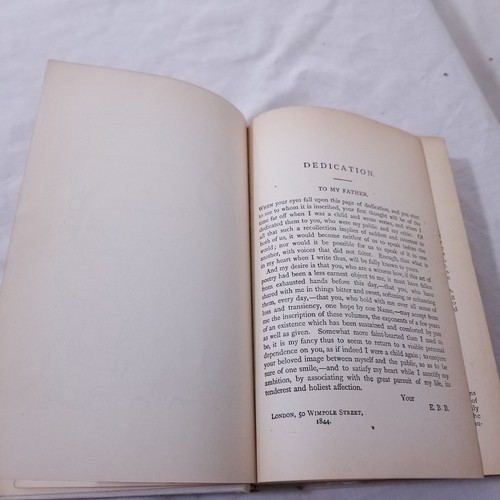 DEDICATION.
TO MY FATHER.
WHEN your eyes fall upon this page of dedication, and you start
to see to whom it is inscribed, your first thought will be of the
time far off when I was a child and wrote verses, and when I
dedicated them to you, who were my public and my critic. Of
all that such a recollection implies of saddest and sweetest to
both of us, it would become neither of us to speak before the
world: nor would it be possible for us to speak of it to one
another, with voices that did not falter. Enough, that what is
in my heart when I write thus, will be fully known to yours.
And my desire is that you, who are a witness how, if this art of
poetry had been a less earnest object to me, it must have fallen
from exhausted hands before this day,—that you, who have
shared with me in things bitter and sweet, softening or enhancing
them, every day,—that you, who hold with me over all sense of
loss and transiency, one hope by one Name,—may accept from
me the inscription of these volumes, the exponents of a few years
of an existence which has been sustained and comforted by you
as well as given. Somewhat more faint-hearted than I used to
be, it is my fancy thus to seem to return to a visible personal
dependence on you, as if indeed I were a child again; to conjure
your beloved image between myself and the public, so as to be
sure of one smile,—and to satisfy my heart while I sanctify my
ambition, by associating with the great pursuit of my life, its
tenderest and holiest affection.
Your
E. B. B.
LONDON, 50 WIMPOLE STREET,
1844.